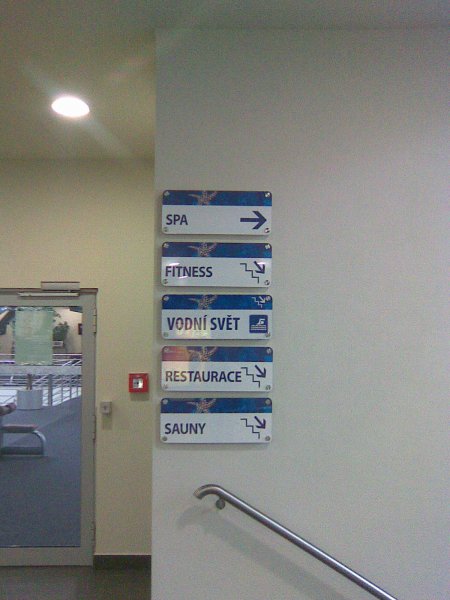 SPA
FITNESS
VODNÍ SVĚT
RESTAURACE
SAUNY